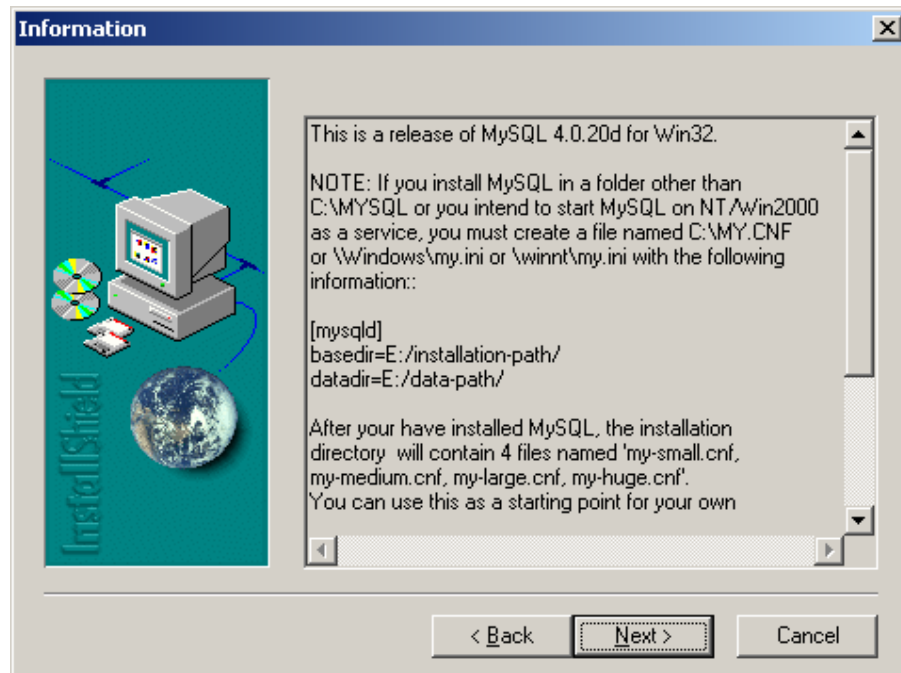 Information
This is a release of MySQL 4.0.20d for Win32.
NOTE: If you install MySQL in a folder other than
C:\MYSQL or you intend to start MySQL on NT/Win2000
as a service, you must create a file named C:\MY.CNF
or \Windows\my.ini or \winnt\my.ini with the following
information::
[mysqld]
basedir=E:/installation-path/
datadir=E:/data-path/
After your have installed MySQL, the installation
directory  will contain 4 files named 'my-small.cnf,
my-medium.cnf, my-large.cnf, my-huge.cnf'.
You can use this as a starting point for your own
InstallShield
< Back
Next >
Cancel